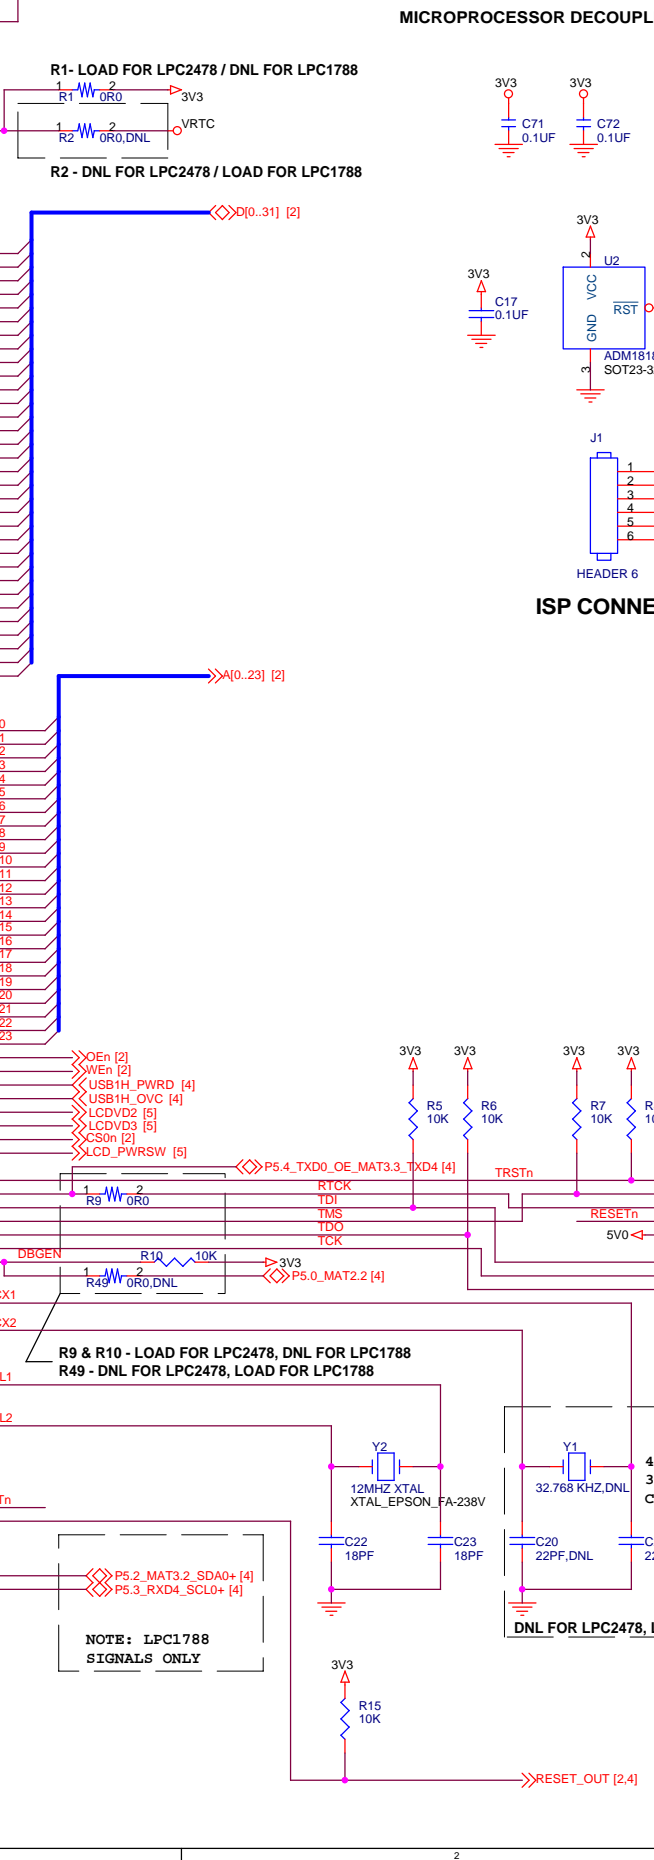 MICROPROCESSOR DECOUPL
R1- LOAD FOR LPC2478 / DNL FOR LPC1788
1 2
R1 0R0 3V3
VRTC
1 2
R2 0R0,DNL
R2 - DNL FOR LPC2478 / LOAD FOR LPC1788
3V3 3V3
C71 C72
0.1UF 0.1UF
D[0..31] [2]
3V3
2
U2
VCC
3V3
C17
0.1UF
RST
GND
ADM1818
3
J1
1
2
3
4
5
6
HEADER 6
ISP CONNE
A[0..23] [2]
0
1
2
3
4
5
6
7
8
9
10
11
12
13
14
15
16
17
18
19
20
21
22
23
OEn [2]
WEn [2]
USB1H_PWRD [4]
USB1H_OVC [4]
LCDVD2 [5]
LCDVD3 [5]
CS0n [2]
LCD_PWRSW [5]
3V3 3V3 3V3 3V3
R5 R6 R7
10K 10K 10K
P5.4_TXD0_OE_MAT3.3_TXD4 [4]
TRSTn
1 2
R9 0R0
RTCK
TDI
TMS
RESETn
TDO
5V0
TCK
DBGEN
R10 10K
3V3
1 2
R49 0R0,DNL
P5.0_MAT2.2 [4]
CX1
CX2
R9 & R10 - LOAD FOR LPC2478, DNL FOR LPC1788
R49 - DNL FOR LPC2478, LOAD FOR LPC1788
L1
L2
Y2
12MHZ XTAL
XTAL_EPSON_FA-238V
Y1
32.768 KHZ,DNL
4
3
C
Tn
C22
18PF
C23
18PF
C20
22PF,DNL
P5.2_MAT3.2_SDA0+ [4]
P5.3_RXD4_SCL0+ [4]
NOTE: LPC1788
SIGNALS ONLY
DNL FOR LPC2478,
3V3
R15
10K
RESET_OUT [2,4]
2